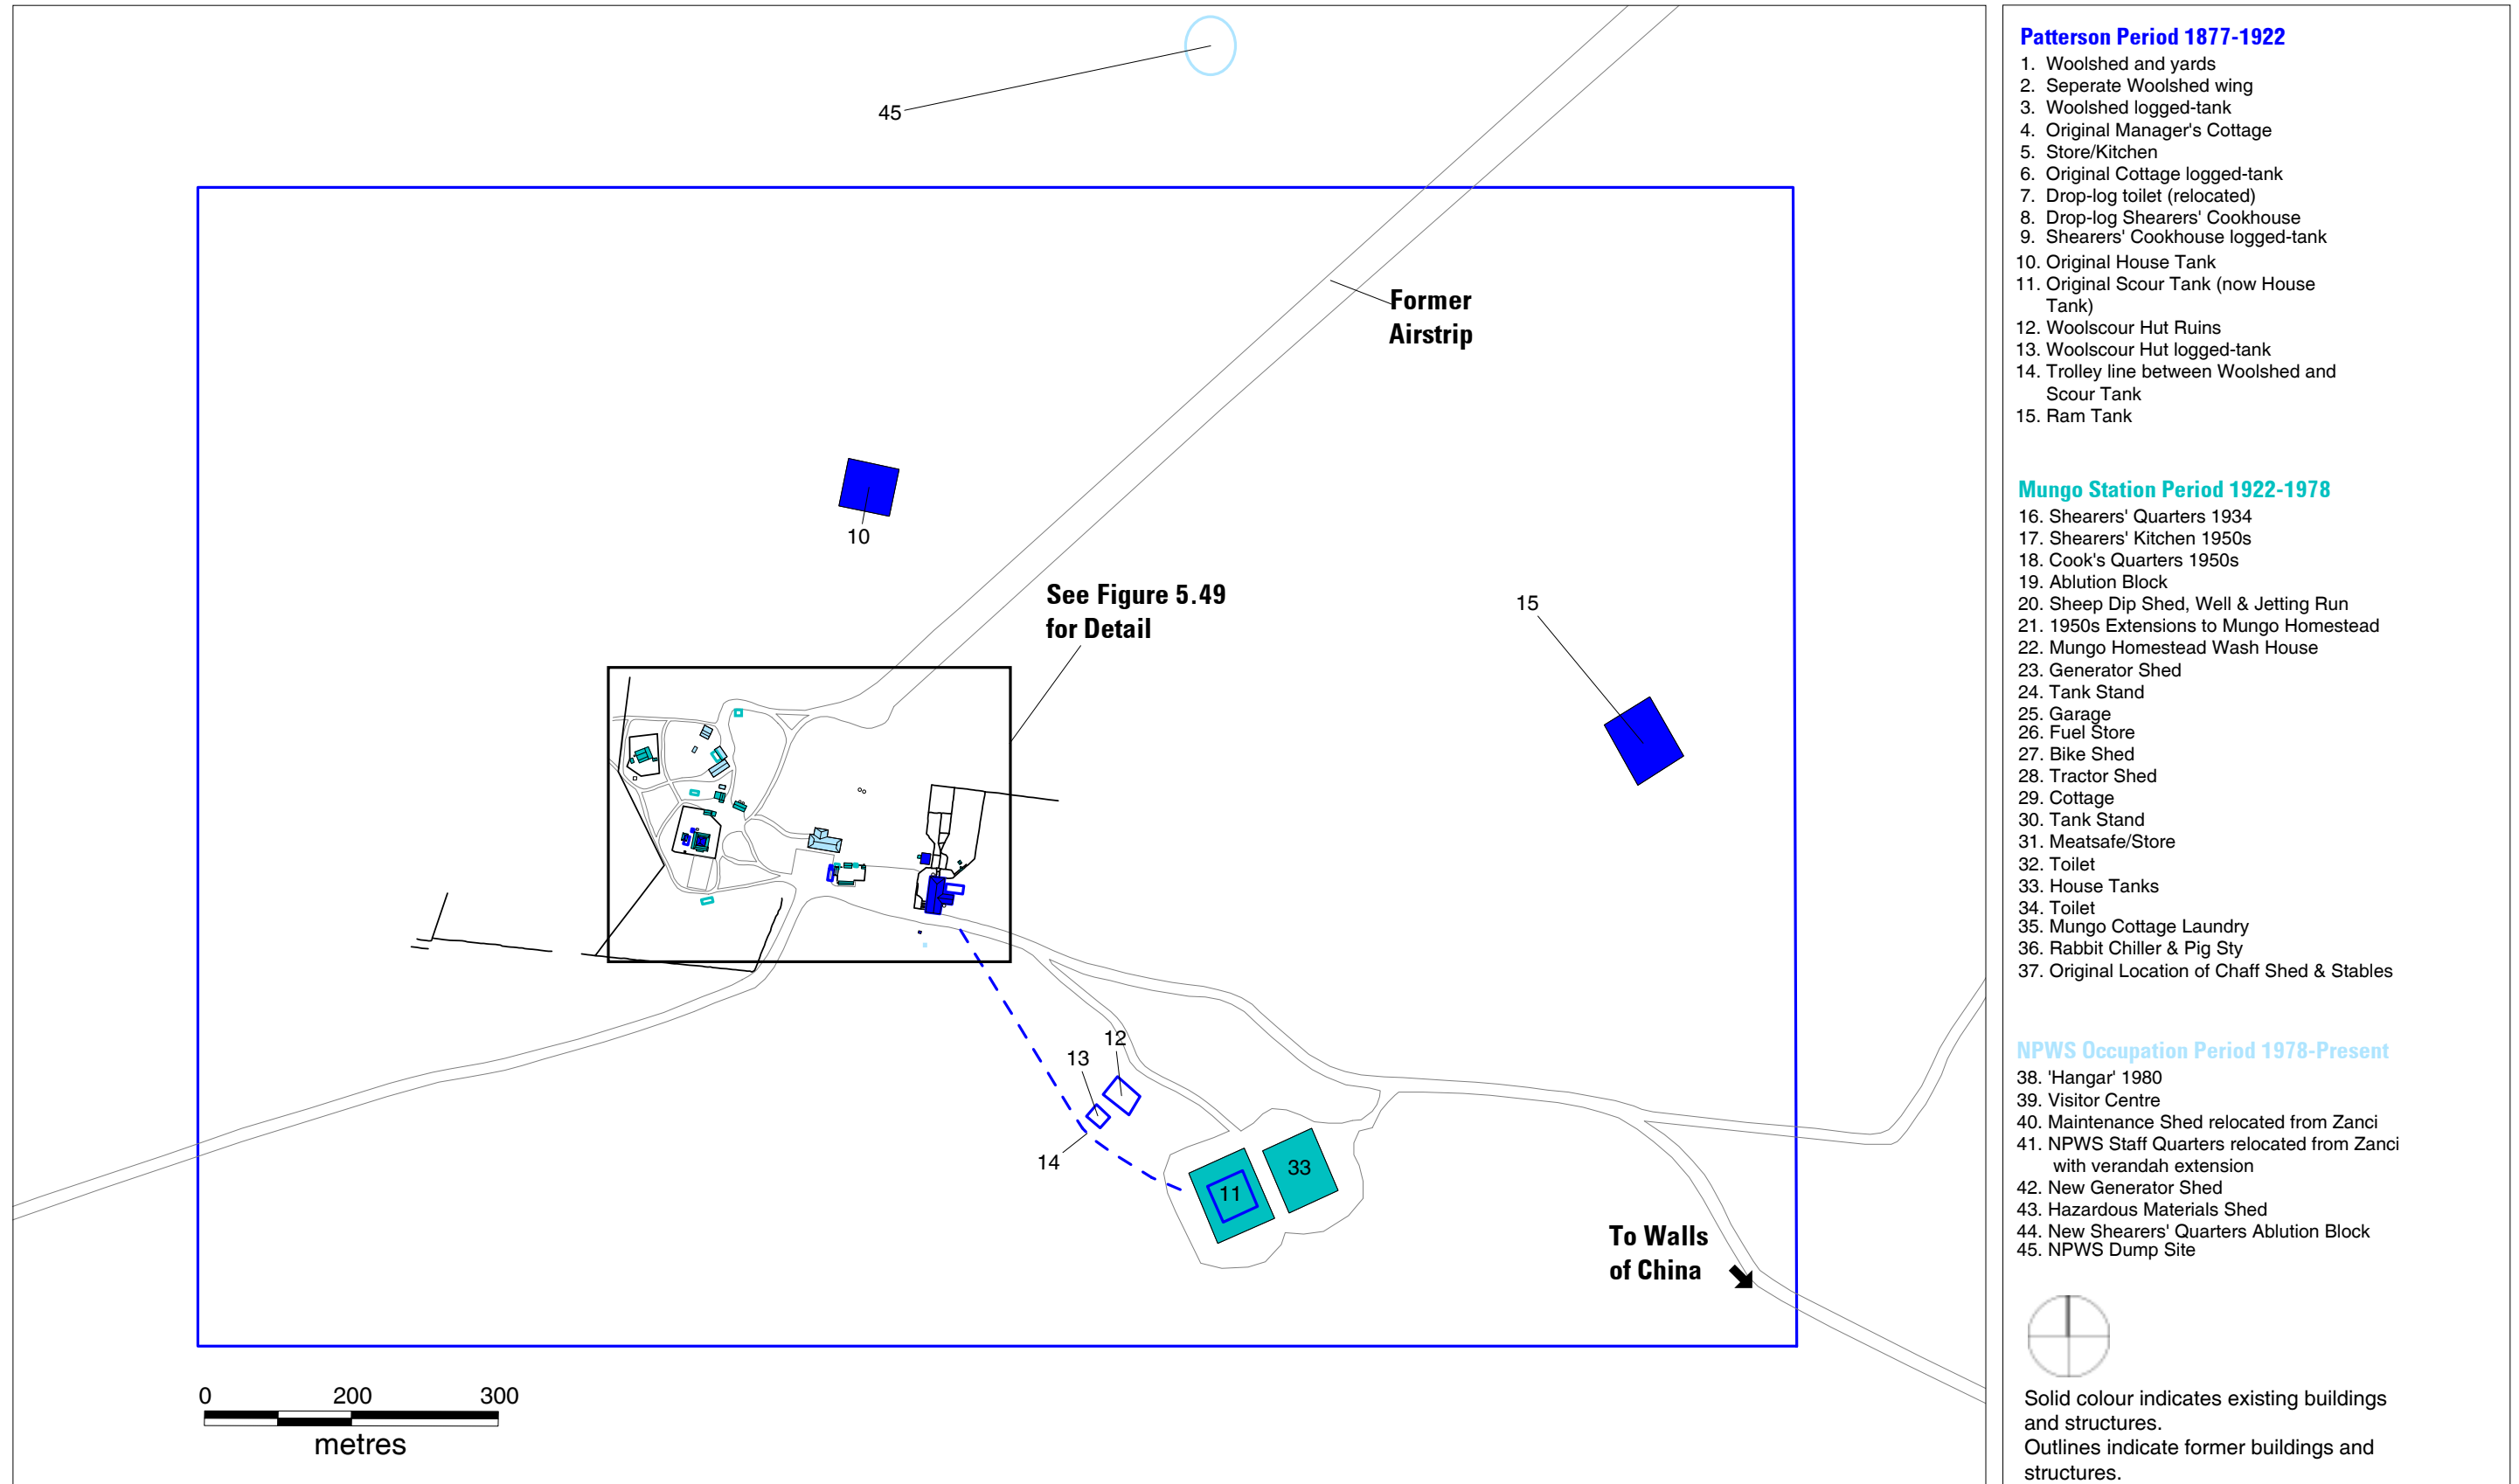 45
Former
Airstrip
10
See Figure 5.49
for Detail
15
12
13
14
11
33
To Walls
of China
0 200 300
metres
Patterson Period 1877-1922
1. Woolshed and yards
2. Seperate Woolshed wing
3. Woolshed logged-tank
4. Original Manager's Cottage
5. Store/Kitchen
6. Original Cottage logged-tank
7. Drop-log toilet (relocated)
8. Drop-log Shearers' Cookhouse
9. Shearers' Cookhouse logged-tank
10. Original House Tank
11. Original Scour Tank (now House
Tank)
12. Woolscour Hut Ruins
13. Woolscour Hut logged-tank
14. Trolley line between Woolshed and
Scour Tank
15. Ram Tank
Mungo Station Period 1922-1978
16. Shearers' Quarters 1934
17. Shearers' Kitchen 1950s
18. Cook's Quarters 1950s
19. Ablution Block
20. Sheep Dip Shed, Well & Jetting Run
21. 1950s Extensions to Mungo Homestead
22. Mungo Homestead Wash House
23. Generator Shed
24. Tank Stand
25. Garage
26. Fuel Store
27. Bike Shed
28. Tractor Shed
29. Cottage
30. Tank Stand
31. Meatsafe/Store
32. Toilet
33. House Tanks
34. Toilet
35. Mungo Cottage Laundry
36. Rabbit Chiller & Pig Sty
37. Original Location of Chaff Shed & Stables
NPWS Occupation Period 1978-Present
38. 'Hangar' 1980
39. Visitor Centre
40. Maintenance Shed relocated from Zanci
41. NPWS Staff Quarters relocated from Zanci
with verandah extension
42. New Generator Shed
43. Hazardous Materials Shed
44. New Shearers' Quarters Ablution Block
45. NPWS Dump Site
Solid colour indicates existing buildings
and structures.
Outlines indicate former buildings and
structures.